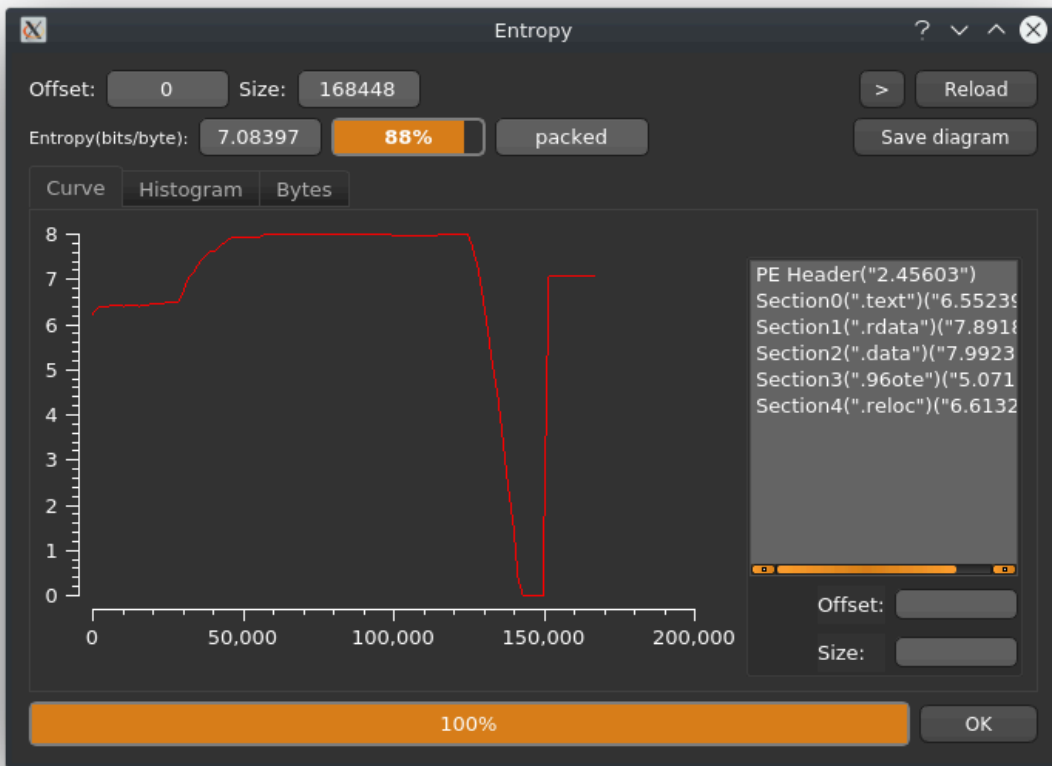 Entropy
Offset: 0 Size: 168448 > Reload
Entropy(bits/byte): 7.08397 88% packed Save diagram
Curve Histogram Bytes
8
7
6
5
4
3
2
1
0
0 50,000 100,000 150,000 200,000
PE Header("2.45603")
Section0(".text")("6.55239
Section1(".rdata")("7.8918
Section2(".data")("7.9923
Section3(".96ote")("5.071
Section4(".reloc")("6.6132
Offset:
Size:
100% OK